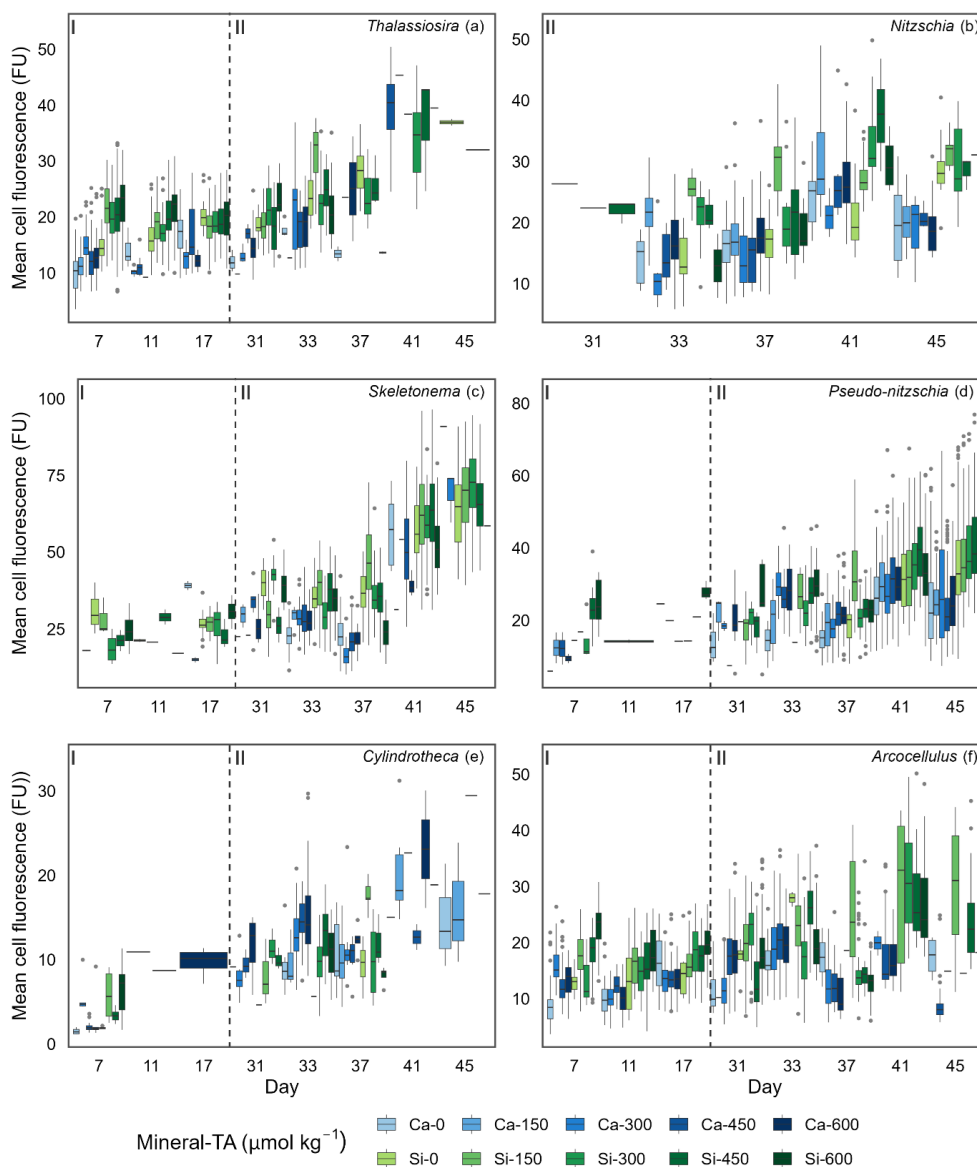 I II Thalassiosira (a)
Mean cell fluorescence (FU)
50
40
30
20
10
7 11 17 31 33 37 41 45
II Nitzschia (b)
50
40
30
20
10
31 33 37 41 45
I II Skeletonema (c)
Mean cell fluorescence (FU)
100
75
50
25
7 11 17 31 33 37 41 45
I II Pseudo-nitzschia (d)
80
60
40
20
7 11 17 31 33 37 41 45
I II Cylindrotheca (e)
Mean cell fluorescence (FU))
30
20
10
0
7 11 17 31 33 37 41 45
Day
I II Arcocellulus (f)
50
40
30
20
10
7 11 17 31 33 37 41 45
Day
Mineral-TA (μmol kg⁻¹)
Ca-0 Ca-150 Ca-300 Ca-450 Ca-600
Si-0 Si-150 Si-300 Si-450 Si-600